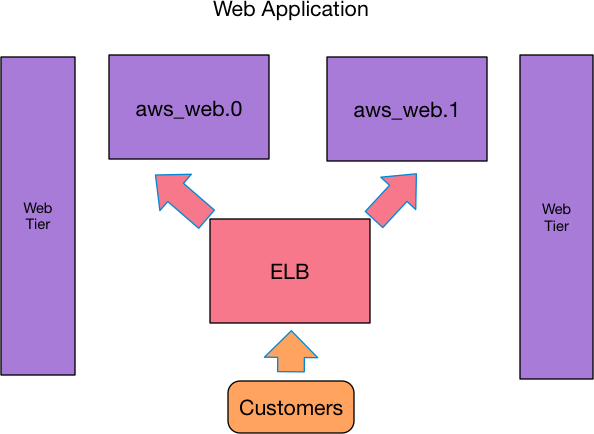 Web Application
aws_web.0
aws_web.1
Web
Tier
Web
Tier
ELB
Customers